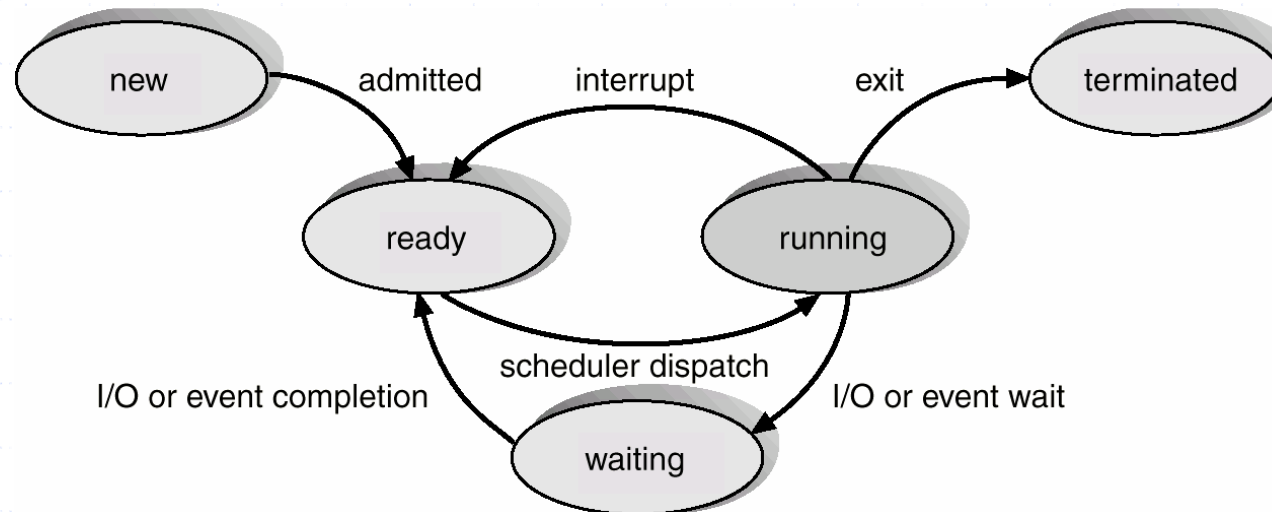 new
admitted
interrupt
exit
terminated
ready
running
scheduler dispatch
I/O or event completion
I/O or event wait
waiting